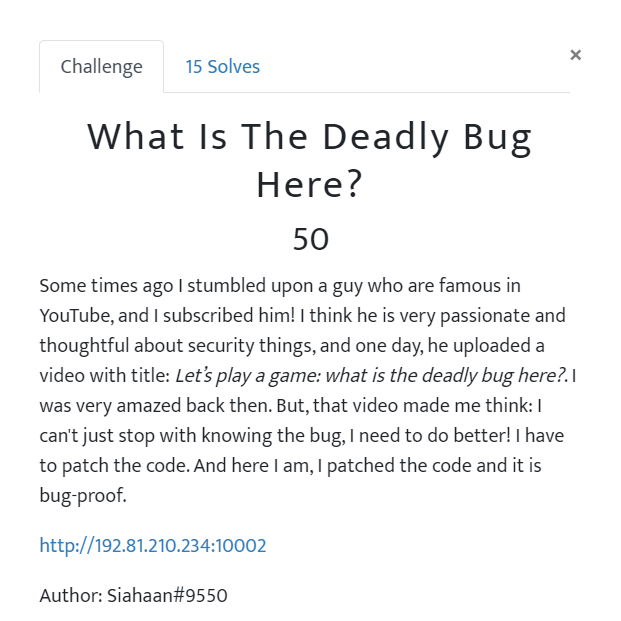 Challenge
15 Solves
×
What Is The Deadly Bug
Here?
50
Some times ago I stumbled upon a guy who are famous in
YouTube, and I subscribed him! I think he is very passionate and
thoughtful about security things, and one day, he uploaded a
video with title: Let's play a game: what is the deadly bug here?. I
was very amazed back then. But, that video made me think: I
can't just stop with knowing the bug, I need to do better! I have
to patch the code. And here I am, I patched the code and it is
bug-proof.
http://192.81.210.234:10002
Author: Siahaan#9550